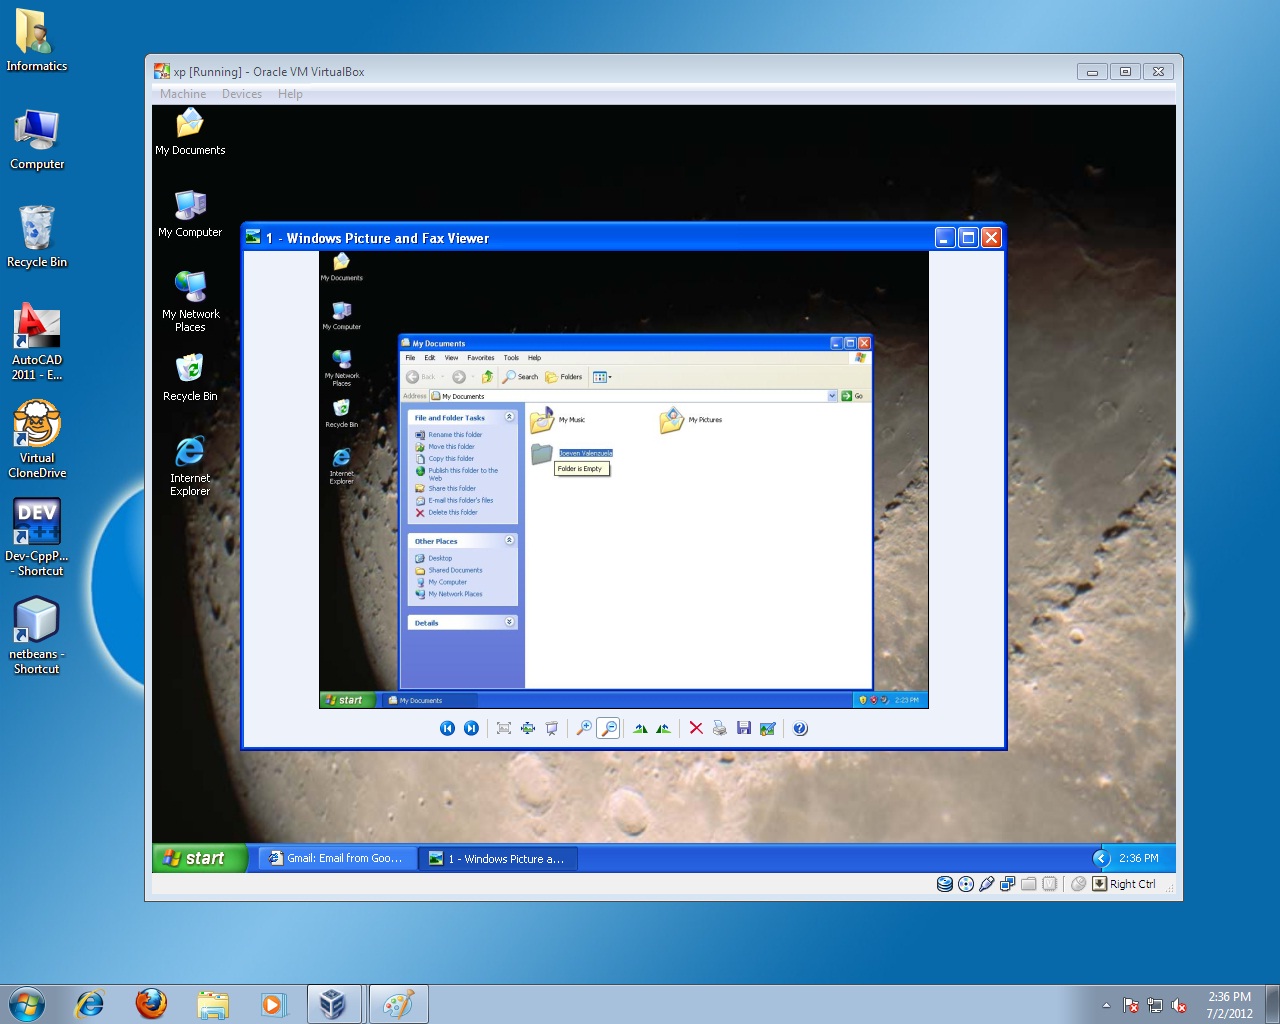 Informatics
Computer
Recycle Bin
AutoCAD
2011 - E...
Virtual
CloneDrive
DEV
C++
Dev-CppP...
- Shortcut
netbeans -
Shortcut
xp [Running] - Oracle VM VirtualBox
Machine Devices Help
My Documents
My Computer
My Network
Places
Recycle Bin
Internet
Explorer
1 - Windows Picture and Fax Viewer
My Documents
My Computer
My Network
Places
Recycle Bin
Internet
Explorer
My Documents
File Edit View Favorites Tools Help
Back Search Folders
Address My Documents Go
File and Folder Tasks
Rename this folder
Move this folder
Copy this folder
Publish this folder to the
Web
Share this folder
E-mail this folder's files
Delete this folder
Other Places
Desktop
Shared Documents
My Computer
My Network Places
Details
My Music
My Pictures
Joeven Valenzuela
Folder is Empty
start My Documents 2:23 PM
start Gmail: Email from Goo... 1 - Windows Picture a... 2:36 PM
Right Ctrl
2:36 PM
7/2/2012